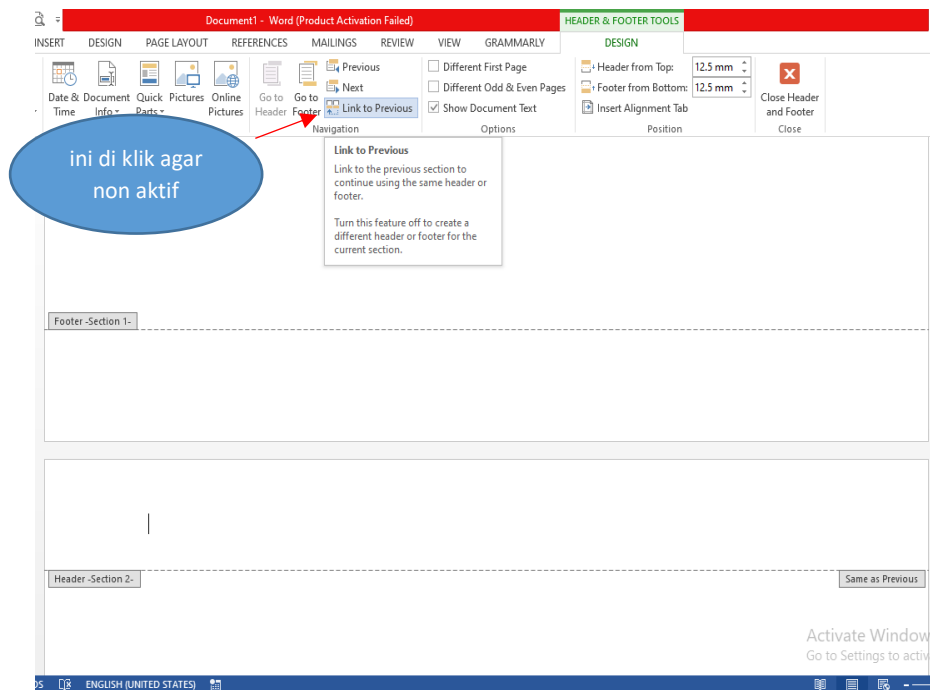 Document1 - Word (Product Activation Failed)
HEADER & FOOTER TOOLS
INSERT DESIGN PAGE LAYOUT REFERENCES MAILINGS REVIEW VIEW GRAMMARLY DESIGN
Date & Time
Document Info
Quick Parts
Pictures
Online Pictures
Go to Header
Go to Footer
Previous
Next
Link to Previous
Navigation
Different First Page
Different Odd & Even Pages
Show Document Text
Options
Header from Top: 12.5 mm
Footer from Bottom: 12.5 mm
Insert Alignment Tab
Position
Close Header
and Footer
Close
ini di klik agar
non aktif
Link to Previous
Link to the previous section to
continue using the same header or
footer.
Turn this feature off to create a
different header or footer for the
current section.
Footer -Section 1-
Header -Section 2-
Same as Previous
Activate Window
Go to Settings to activ
ENGLISH (UNITED STATES)